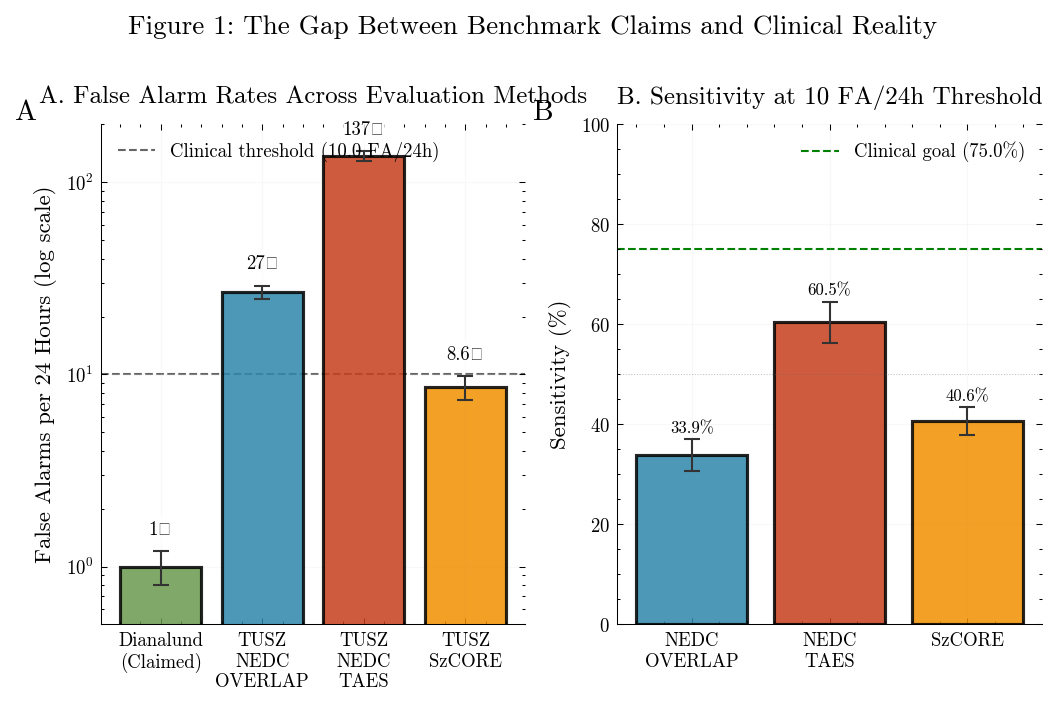 Figure 1: The Gap Between Benchmark Claims and Clinical Reality
A
A. False Alarm Rates Across Evaluation Methods
Clinical threshold (10.0 FA/24h)
False Alarms per 24 Hours (log scale)
10²
10¹
10⁰
1□
27□
137□
8.6□
Dianalund
(Claimed)
TUSZ
NEDC
OVERLAP
TUSZ
NEDC
TAES
TUSZ
SzCORE
B
B. Sensitivity at 10 FA/24h Threshold
Clinical goal (75.0%)
Sensitivity (%)
100
80
60
40
20
0
33.9%
60.5%
40.6%
NEDC
OVERLAP
NEDC
TAES
SzCORE